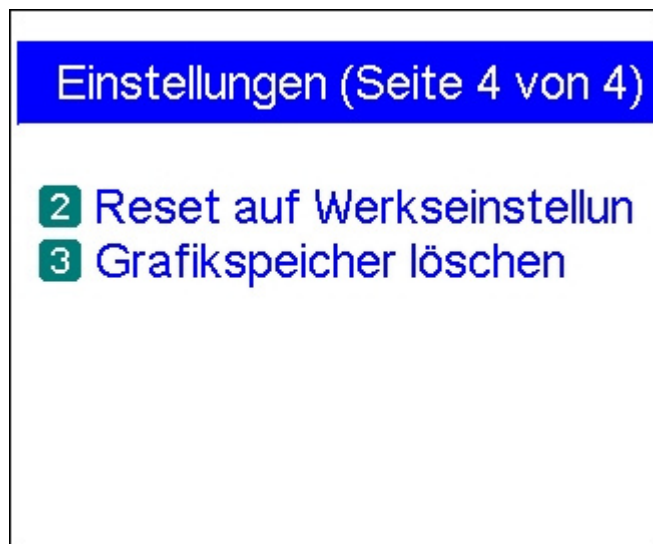 Einstellungen (Seite 4 von 4)
2 Reset auf Werkseinstellun
3 Grafikspeicher löschen